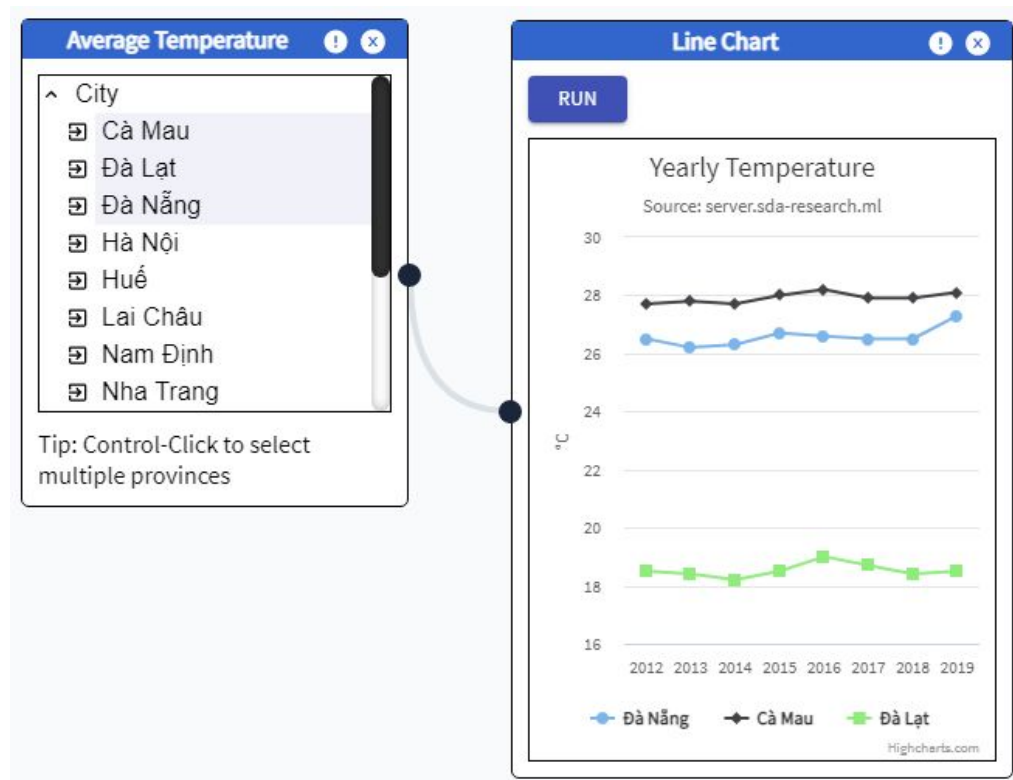 Average Temperature
City
Cà Mau
Đà Lạt
Đà Nẵng
Hà Nội
Huế
Lai Châu
Nam Định
Nha Trang
Tip: Control-Click to select
multiple provinces
Line Chart
RUN
Yearly Temperature
Source: server.sda-research.ml
30
28
26
24
22
20
18
16
°C
2012 2013 2014 2015 2016 2017 2018 2019
Đà Nẵng Cà Mau Đà Lạt
Highcharts.com